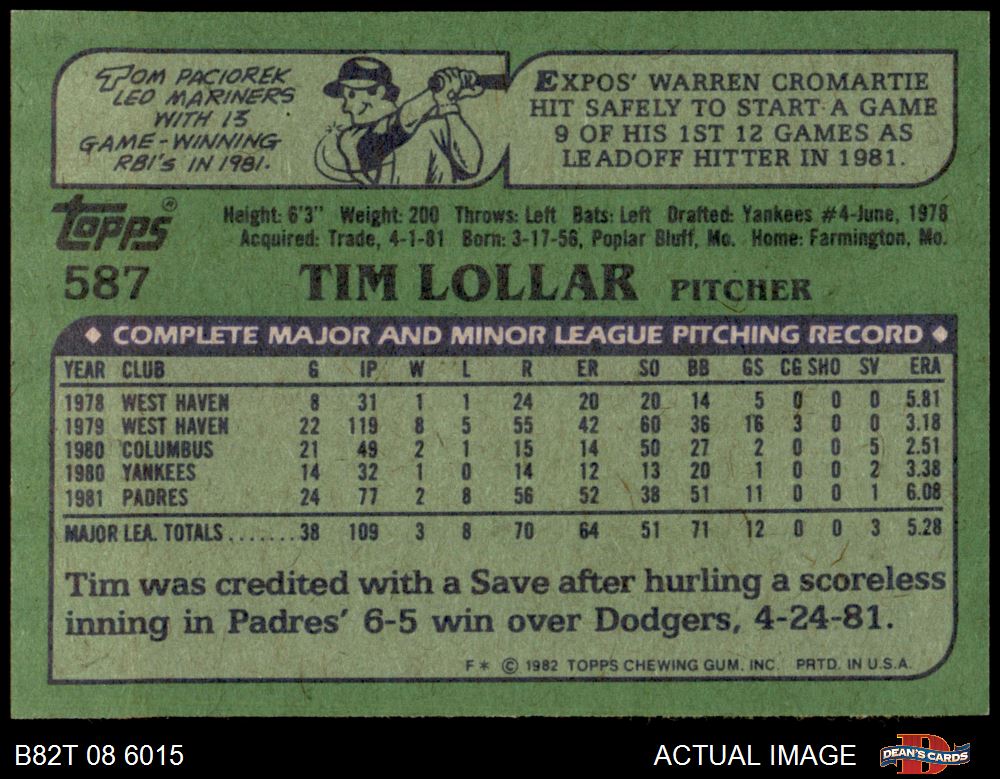 TOM PACIOREK
LED MARINERS
WITH 13
GAME-WINNING
RBI's IN 1981.
EXPOS' WARREN CROMARTIE
HIT SAFELY TO START A GAME
9 OF HIS 1ST 12 GAMES AS
LEADOFF HITTER IN 1981.
Topps®
Height: 6'3" Weight: 200 Throws: Left Bats: Left Drafted: Yankees #4-June, 1978
Acquired: Trade, 4-1-81 Born: 3-17-56, Poplar Bluff, Mo. Home: Farmington, Mo.
587 TIM LOLLAR PITCHER
♦ COMPLETE MAJOR AND MINOR LEAGUE PITCHING RECORD ♦
YEAR CLUB G IP W L R ER SO BB GS CG SHO SV ERA
1978 WEST HAVEN 8 31 1 1 24 20 20 14 5 0 0 0 5.81
1979 WEST HAVEN 22 119 8 5 55 42 60 36 16 3 0 0 3.18
1980 COLUMBUS 21 49 2 1 15 14 50 27 2 0 0 5 2.51
1980 YANKEES 14 32 1 0 14 12 13 20 1 0 0 2 3.38
1981 PADRES 24 77 2 8 56 52 38 51 11 0 0 1 6.08
MAJOR LEA. TOTALS.......38 109 3 8 70 64 51 71 12 0 0 3 5.28
Tim was credited with a Save after hurling a scoreless
inning in Padres' 6-5 win over Dodgers, 4-24-81.
F* © 1982 TOPPS CHEWING GUM, INC. PRTD. IN U.S.A.
B82T 08 6015 ACTUAL IMAGE
D
DEAN'S CARDS